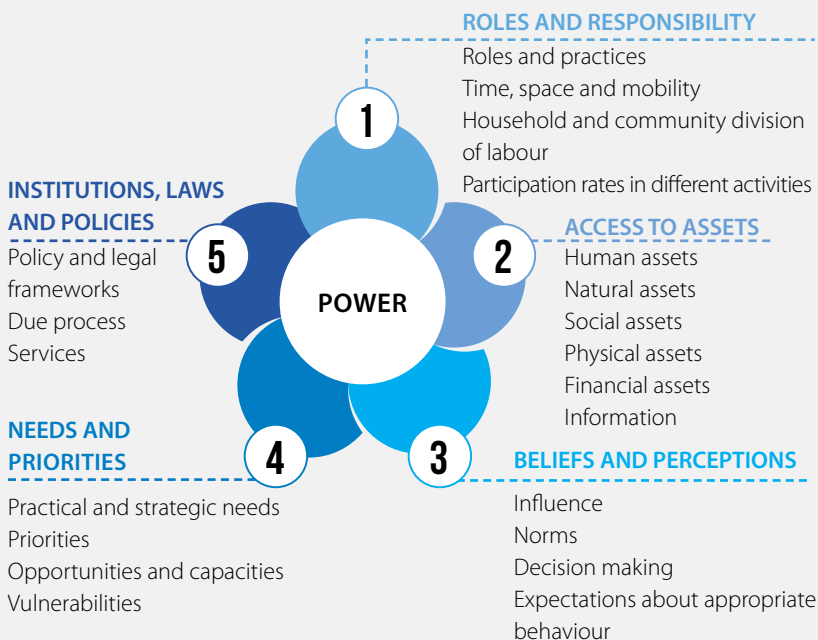 ROLES AND RESPONSIBILITY
Roles and practices
Time, space and mobility
Household and community division
of labour
Participation rates in different activities
1
ACCESS TO ASSETS
2
Human assets
Natural assets
Social assets
Physical assets
Financial assets
Information
BELIEFS AND PERCEPTIONS
3
Influence
Norms
Decision making
Expectations about appropriate
behaviour
NEEDS AND
PRIORITIES
4
Practical and strategic needs
Priorities
Opportunities and capacities
Vulnerabilities
INSTITUTIONS, LAWS
AND POLICIES
5
Policy and legal
frameworks
Due process
Services
POWER